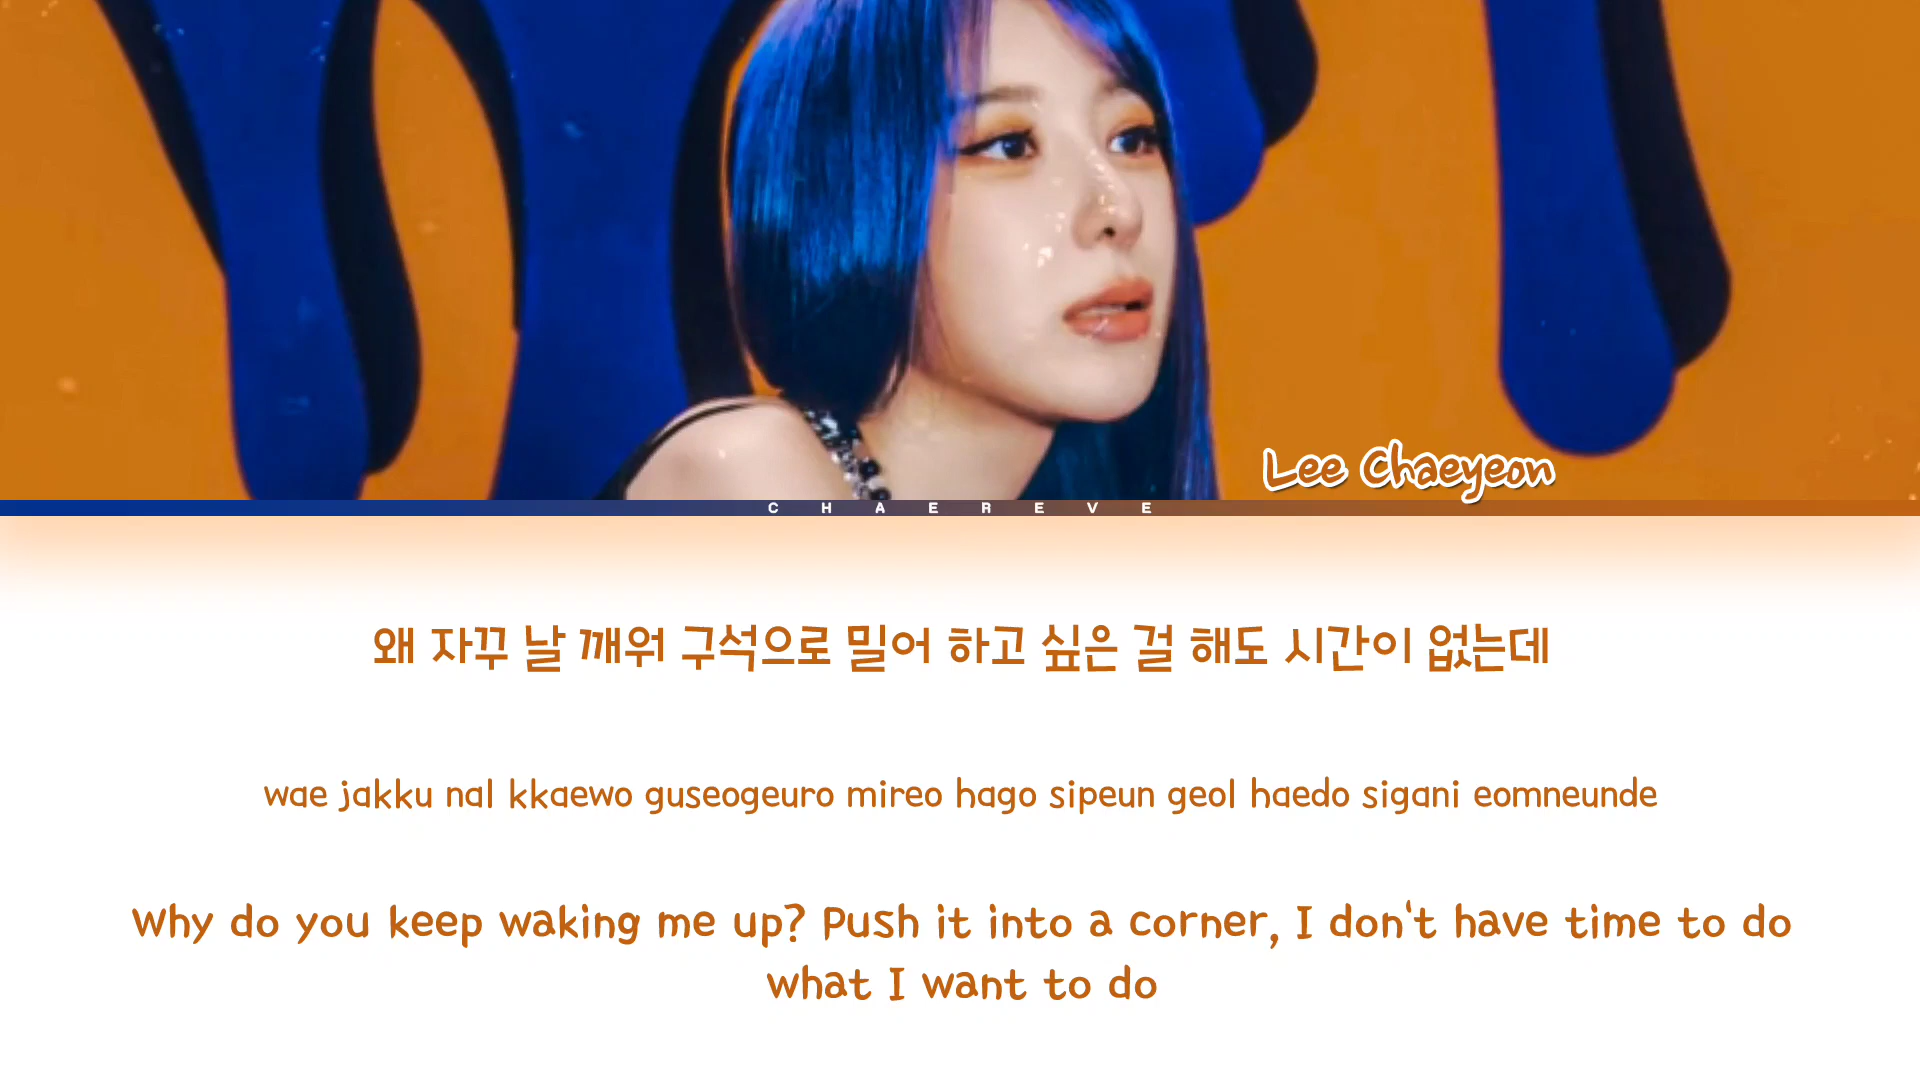 Lee Chaeyeon
CHAEREVE
왜 자꾸 날 깨워 구석으로 밀어 하고 싶은 걸 해도 시간이 없는데
wae jakku nal kkaewo guseogeuro mireo hago sipeun geol haedo sigani eomneunde
Why do you keep waking me up? Push it into a corner, I don't have time to do
what I want to do